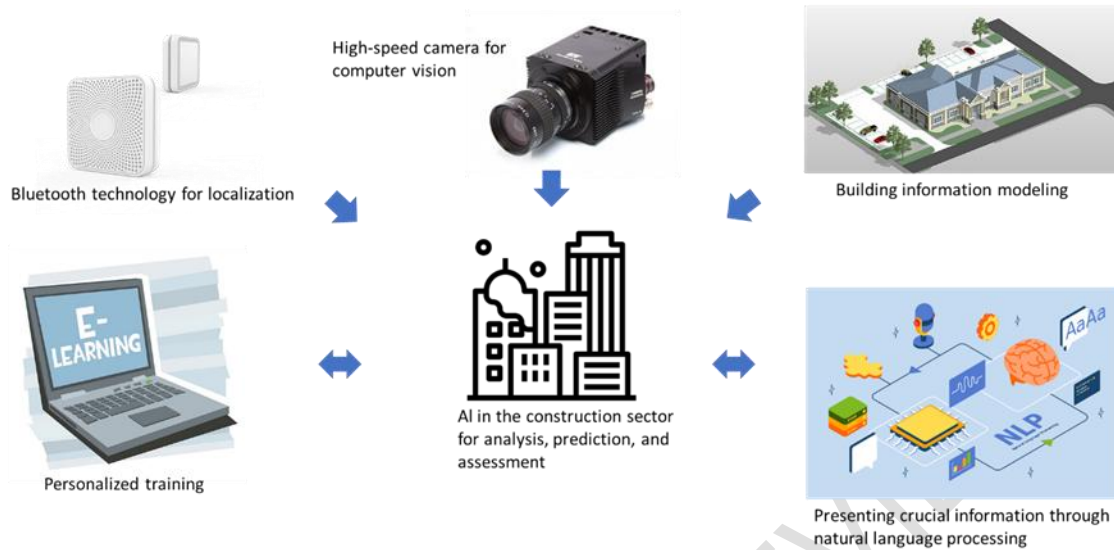 High-speed camera for
computer vision
Bluetooth technology for localization
Building information modeling
E-
LEARNING
AaAa
NLP
AI in the construction sector
for analysis, prediction, and
assessment
Personalized training
Presenting crucial information through
natural language processing